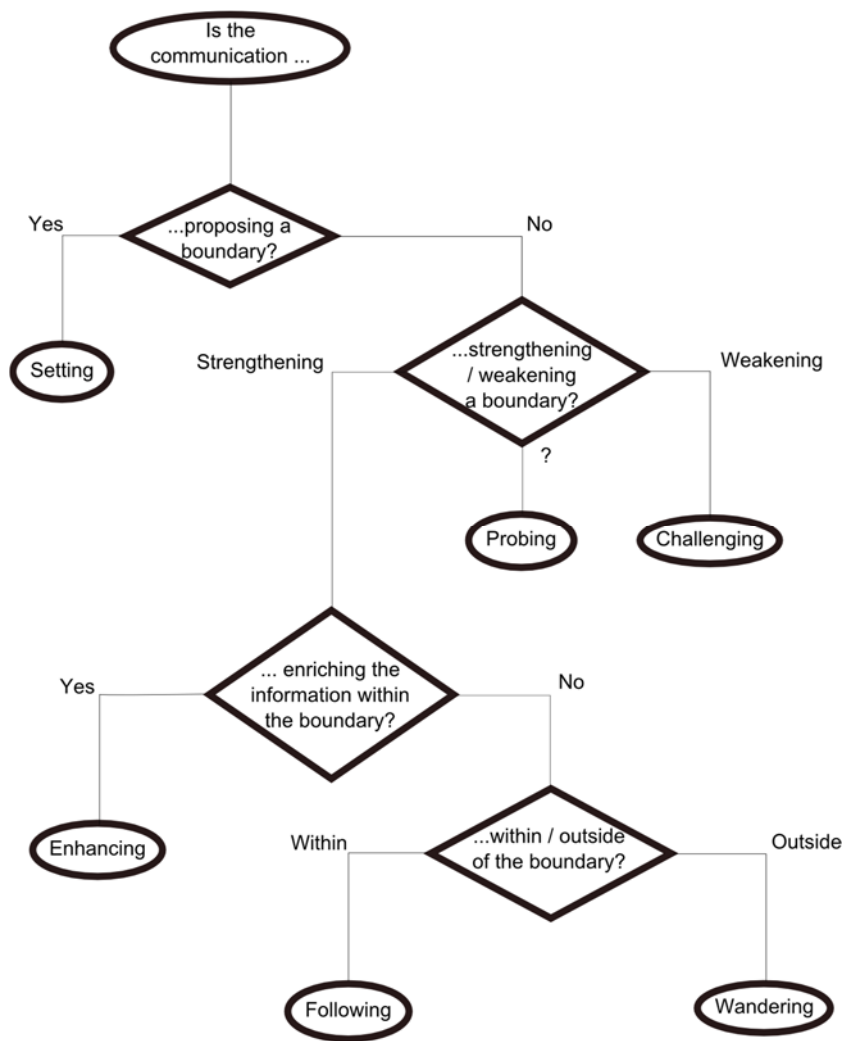 Is the
communication ...
Yes
...proposing a
boundary?
No
Setting
Strengthening
...strengthening
/ weakening
a boundary?
Weakening
?
Probing
Challenging
Yes
... enriching the
information within
the boundary?
No
Enhancing
Within
...within / outside
of the boundary?
Outside
Following
Wandering